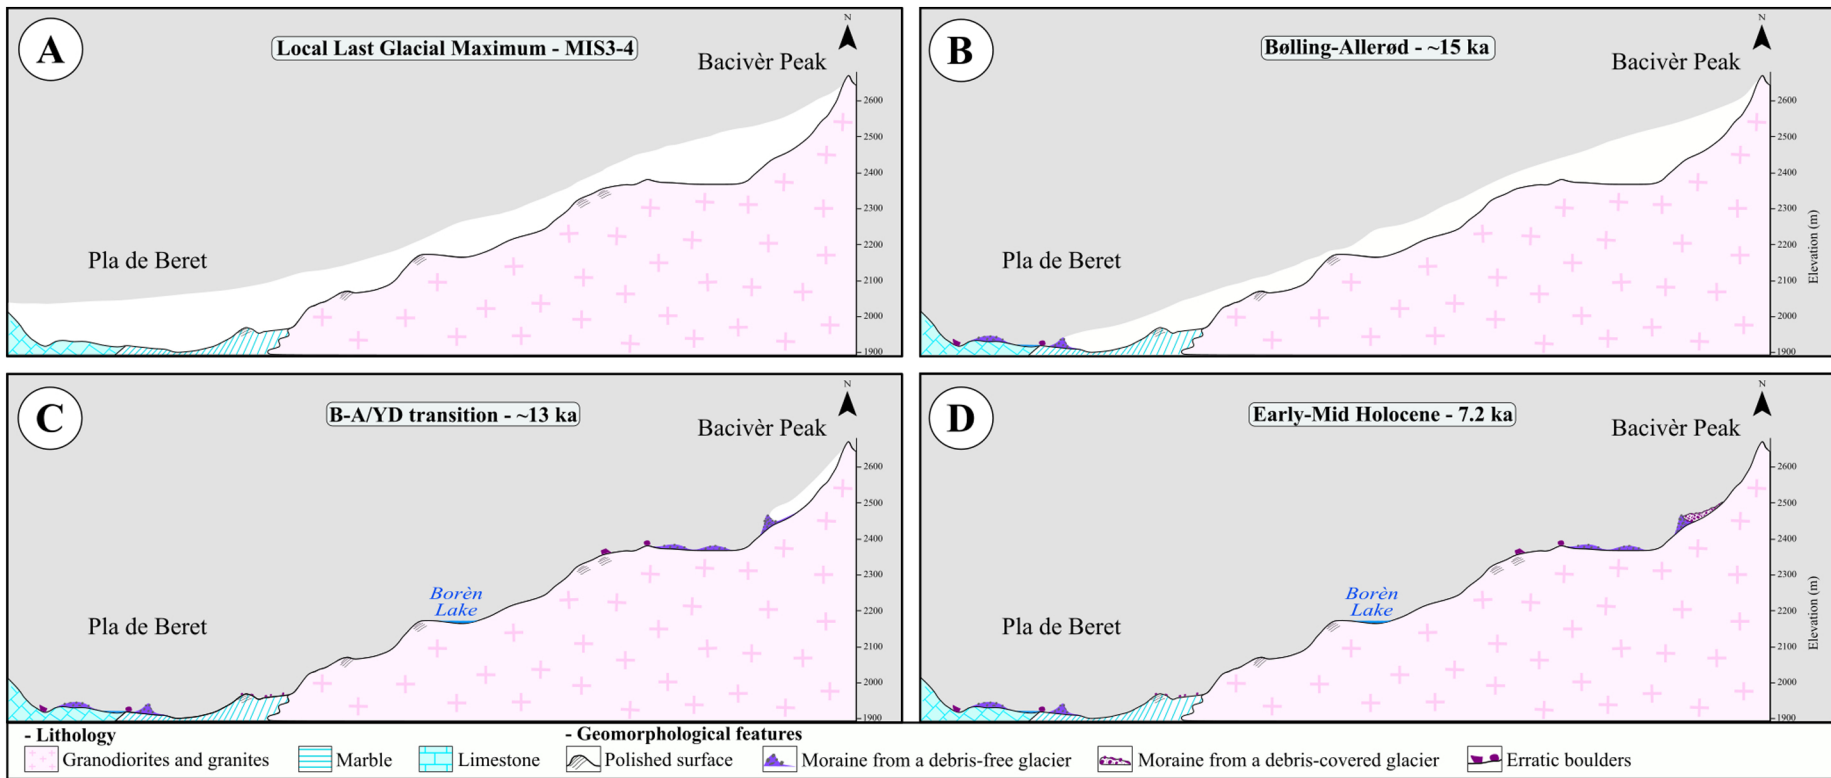 A
Local Last Glacial Maximum - MIS3-4
N
Bacivèr Peak
Pla de Beret
2600
2500
2400
2300
2200
2100
2000
1900
B
Bølling-Allerød - ~15 ka
N
Bacivèr Peak
Pla de Beret
2600
2500
2400
2300
2200
2100
2000
1900
Elevation (m)
C
B-A/YD transition - ~13 ka
N
Bacivèr Peak
Borèn
Lake
Pla de Beret
2600
2500
2400
2300
2200
2100
2000
1900
D
Early-Mid Holocene - 7.2 ka
N
Bacivèr Peak
Borèn
Lake
Pla de Beret
2600
2500
2400
2300
2200
2100
2000
1900
Elevation (m)
- Lithology
Granodiorites and granites
Marble
Limestone
- Geomorphological features
Polished surface
Moraine from a debris-free glacier
Moraine from a debris-covered glacier
Erratic boulders